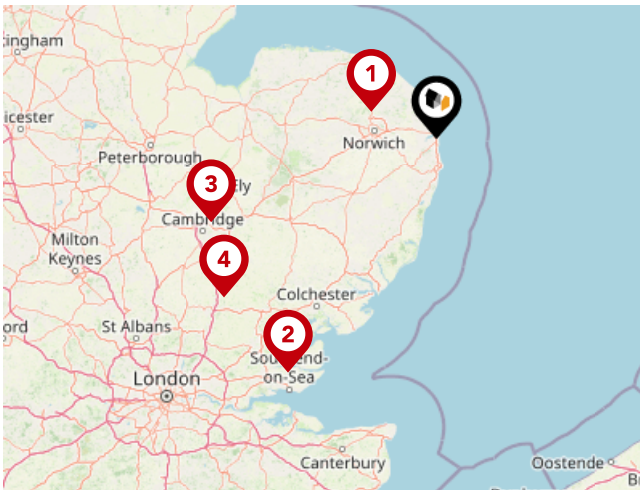 ingham
1
icester
Norwich
Peterborough
3
Ely
Cambridge
Milton
Keynes
4
Colchester
ord
St Albans
2
Southend-
on-Sea
London
Canterbury
Oostende
B